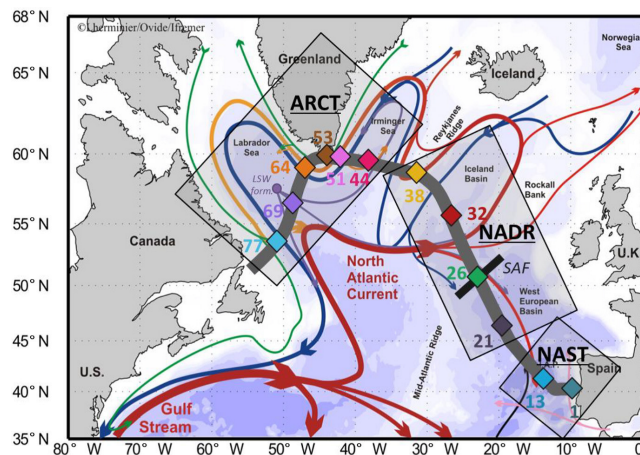 68° N
©Lherminier/Ovide/Ifremer
Greenland
Norwegian
Sea
65° N
Iceland
ARCT
Irminger
Sea
Reykjanes
Ridge
53
60° N
Labrador
Sea
64
51
44
38
Iceland
Basin
Rockall
Bank
LSW
form.
69
32
55° N
77
NADR
Canada
U.K
North
Atlantic
Current
26
SAF
50° N
West
European
Basin
45° N
21
Mid-Atlantic Ridge
NAST
U.S.
Spain
40° N
13
1
Gulf
Stream
35° N
80° W
70° W
60° W
50° W
40° W
30° W
20° W
10° W